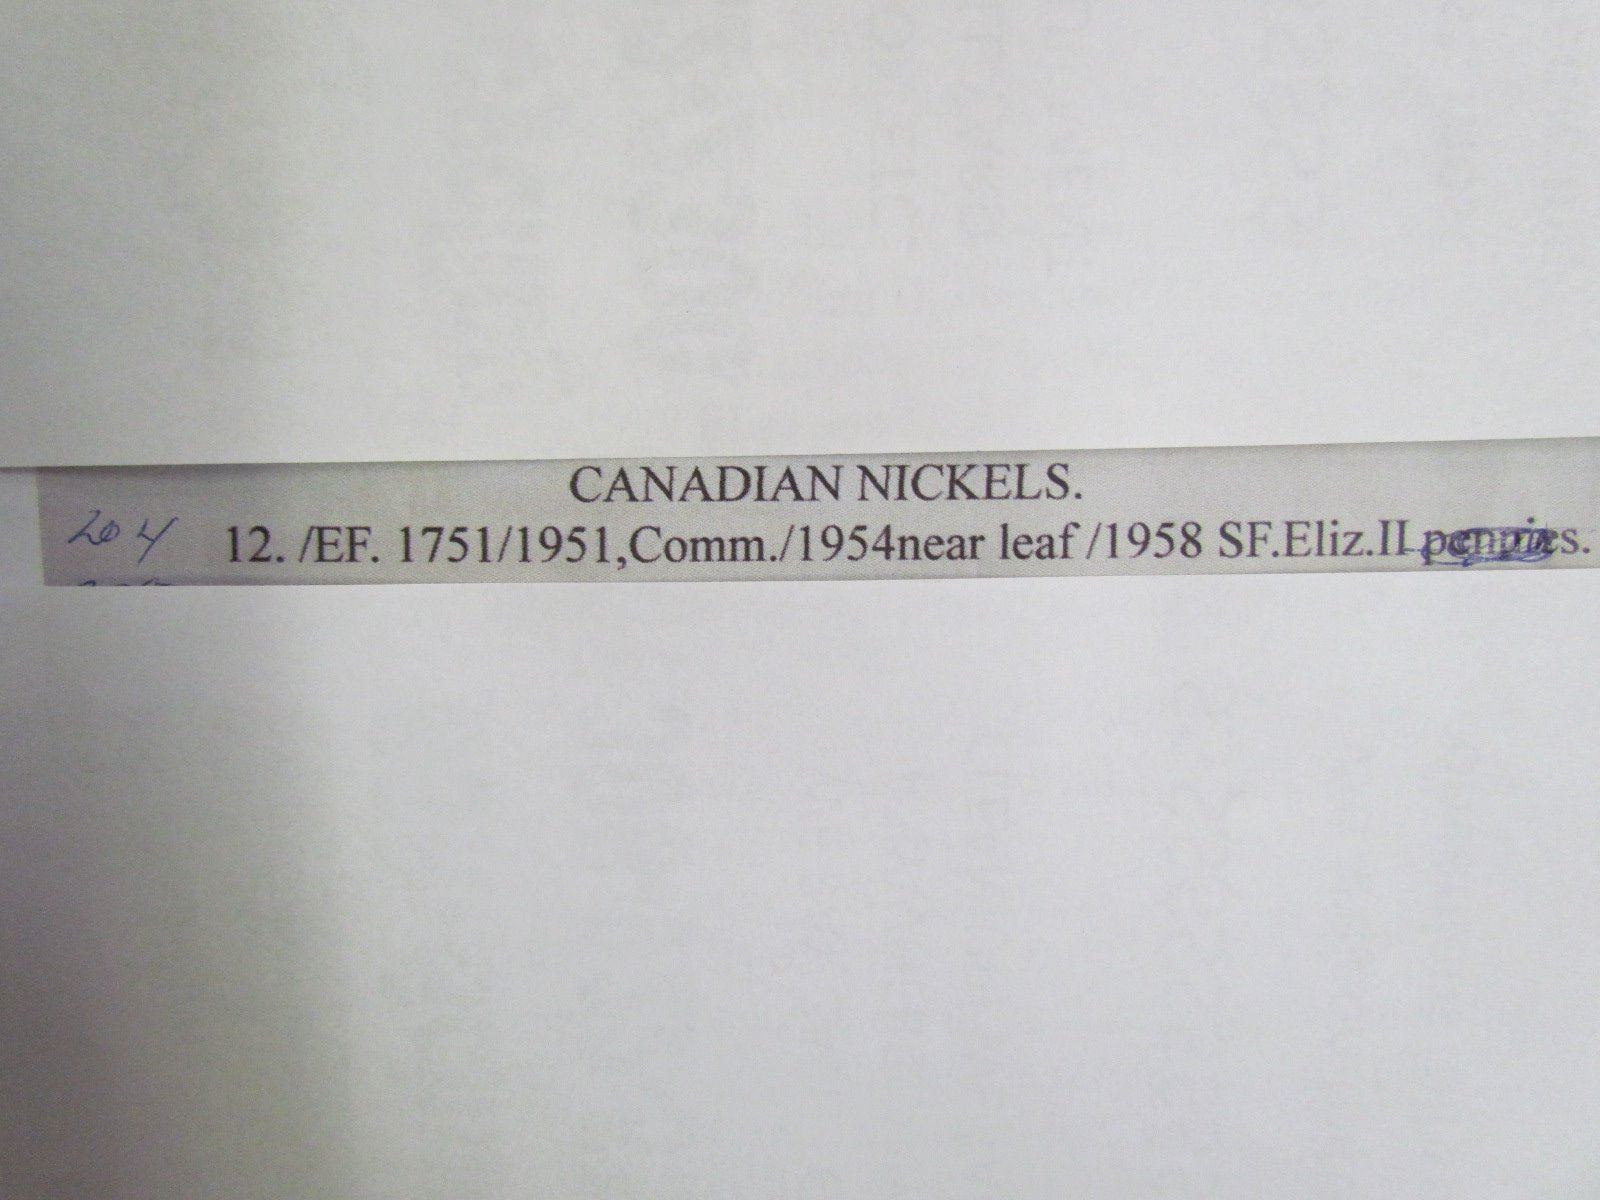 CANADIAN NICKELS.
204 12. /EF. 1751/1951,Comm./1954near leaf /1958 SF.Eliz.II pennies.